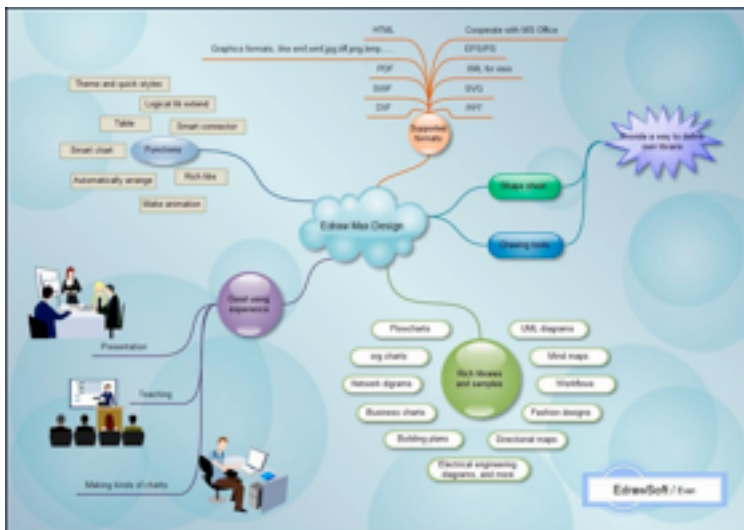 HTML
Cooperate with MS Office
Graphics formats, like emf,wmf,jpg,tiff,png,bmp......
EPS/PS
PDF
XML for visio
SWF
SVG
DXF
PPT
Supported
formats
Theme and quick styles
Logical lib extend
Table
Smart connector
Smart chart
Functions
Automatically arrange
Rich libs
Make animation
Provide a way to define
own libraries
Shape sheet
Edraw Max Design
Drawing tools
Good using
experience
Presentation
Teaching
Making kinds of charts
Flowcharts
UML diagrams
org charts
Mind maps
Rich libraries
and samples
Network digrams
Workflows
Business charts
Fashion designs
Building plans
Directional maps
Electrical engineering
diagrams, and more
EdrawSoft / Evan